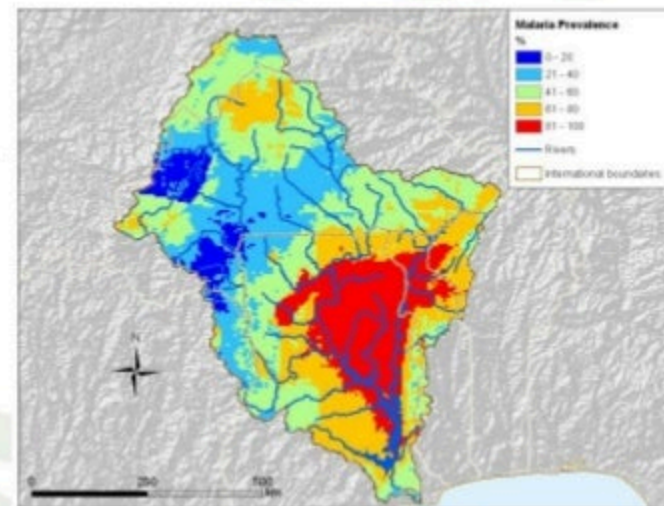 Malaria Prevalence
%
0 - 20
21 - 40
41 - 60
61 - 80
81 - 100
Rivers
International boundaries
N
0 250 500
km